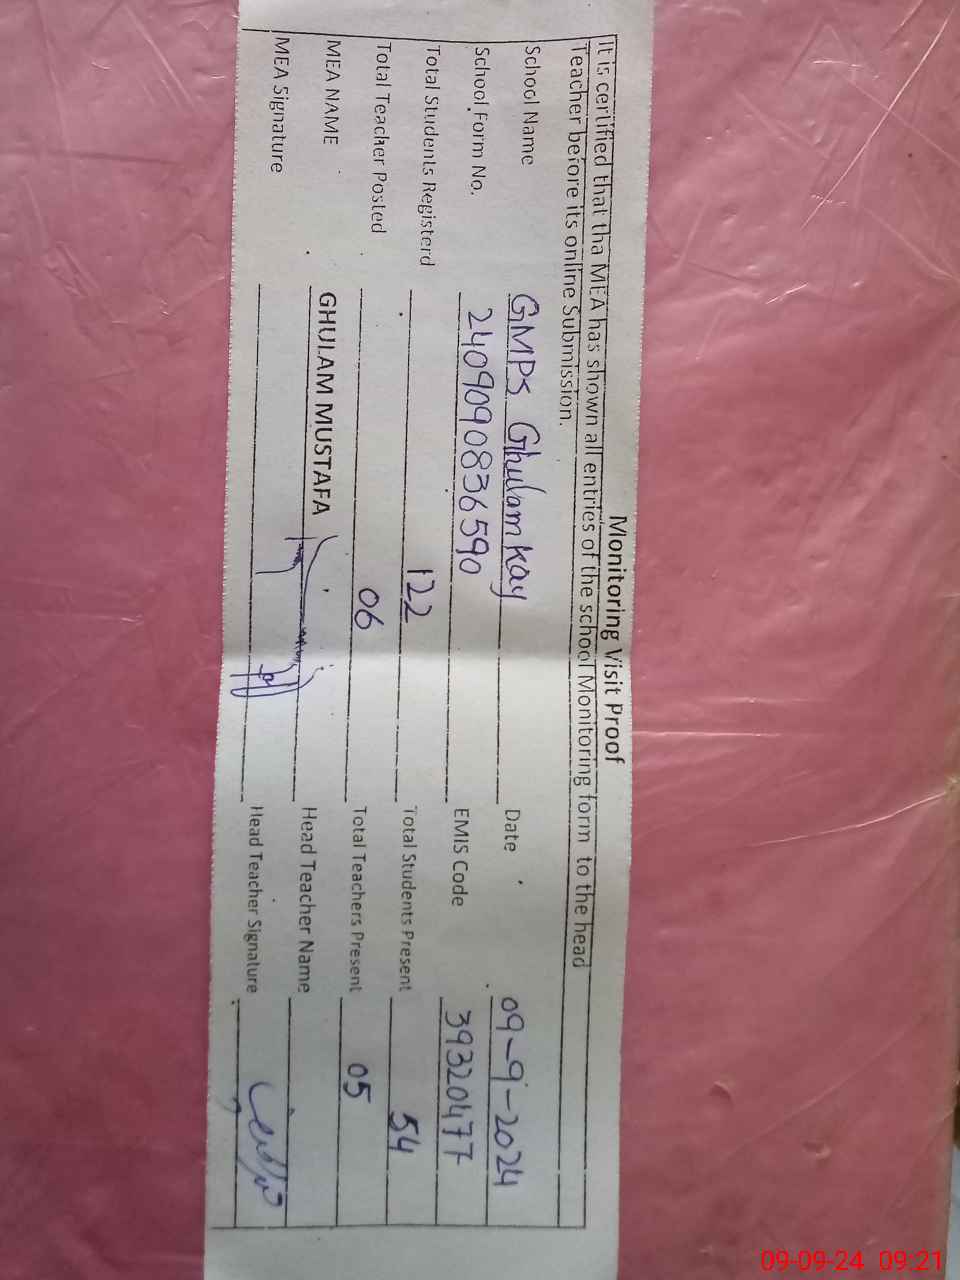 Monitoring Visit Proof
It is certified that tha MEA has shown all entries of the school Monitoring form to the head
Teacher before its online Submission.
School Name GMPS Ghulam Kay Date 09-9-2024
School Form No. 2409090836590 EMIS Code 39320477
Total Students Registerd 122 Total Students Present 54
Total Teacher Posted 06 Total Teachers Present 05
MEA NAME GHULAM MUSTAFA Head Teacher Name
MEA Signature Head Teacher Signature
09-09-24 09:21